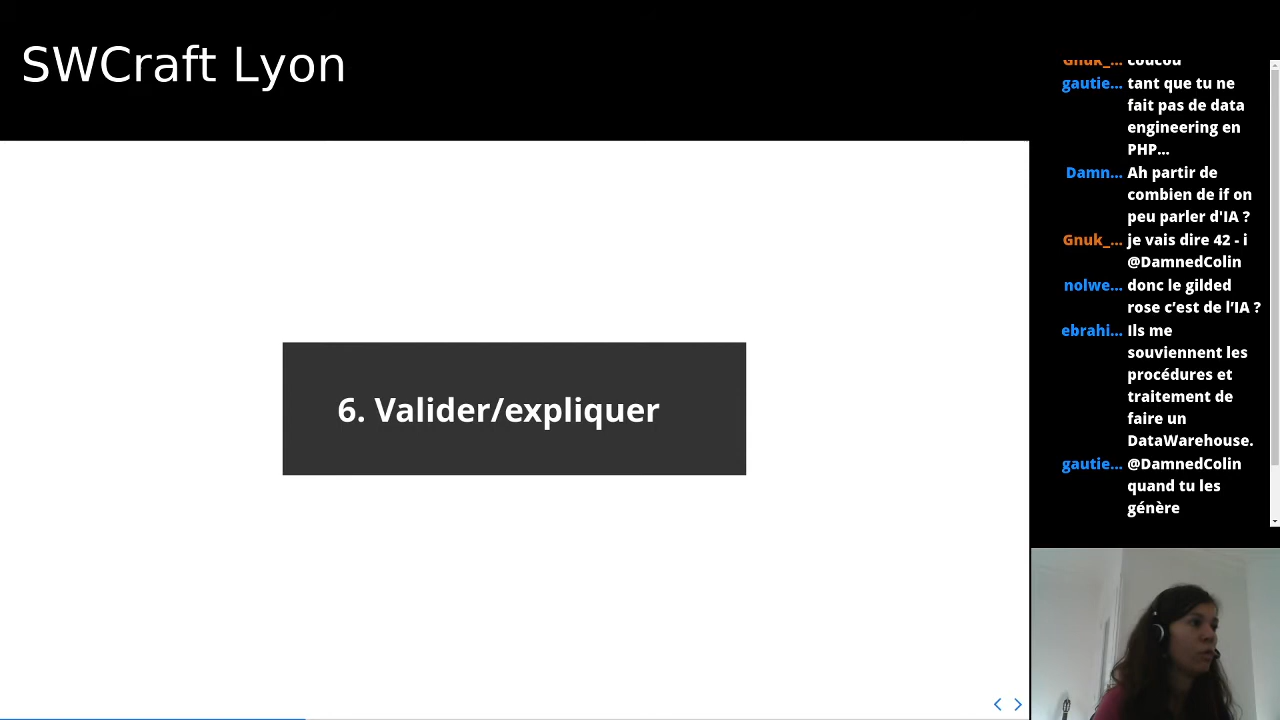 SWCraft Lyon
6. Valider/expliquer
Gnuk_... coucou
gautie... tant que tu ne
fait pas de data
engineering en
PHP...
Damn... Ah partir de
combien de if on
peu parler d'IA ?
Gnuk_... je vais dire 42 - i
@DamnedColin
nolwe... donc le gilded
rose c’est de l’IA ?
ebrahi... Ils me
souviennent les
procédures et
traitement de
faire un
DataWarehouse.
gautie... @DamnedColin
quand tu les
génère